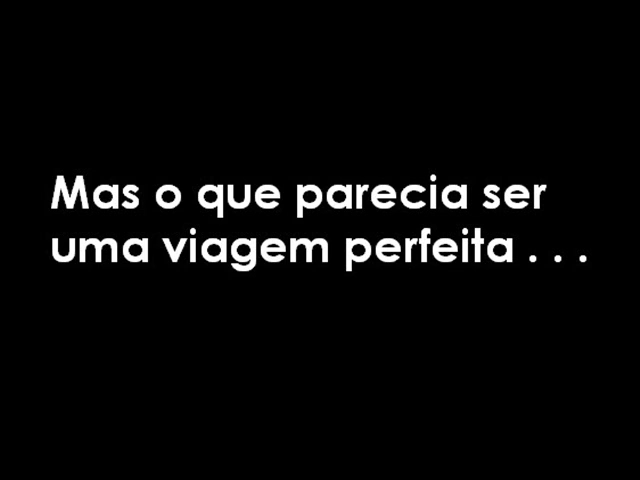 Mas o que parecia ser
uma viagem perfeita . . .